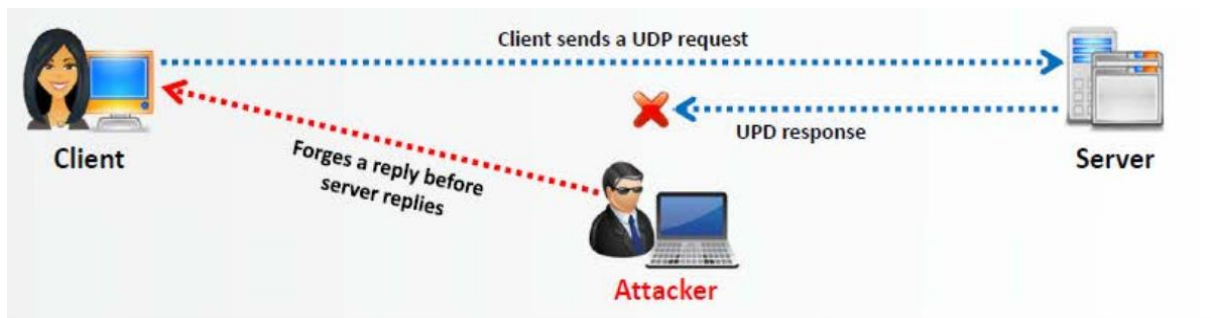 Client sends a UDP request
UPD response
Client
Forges a reply before
server replies
Server
Attacker